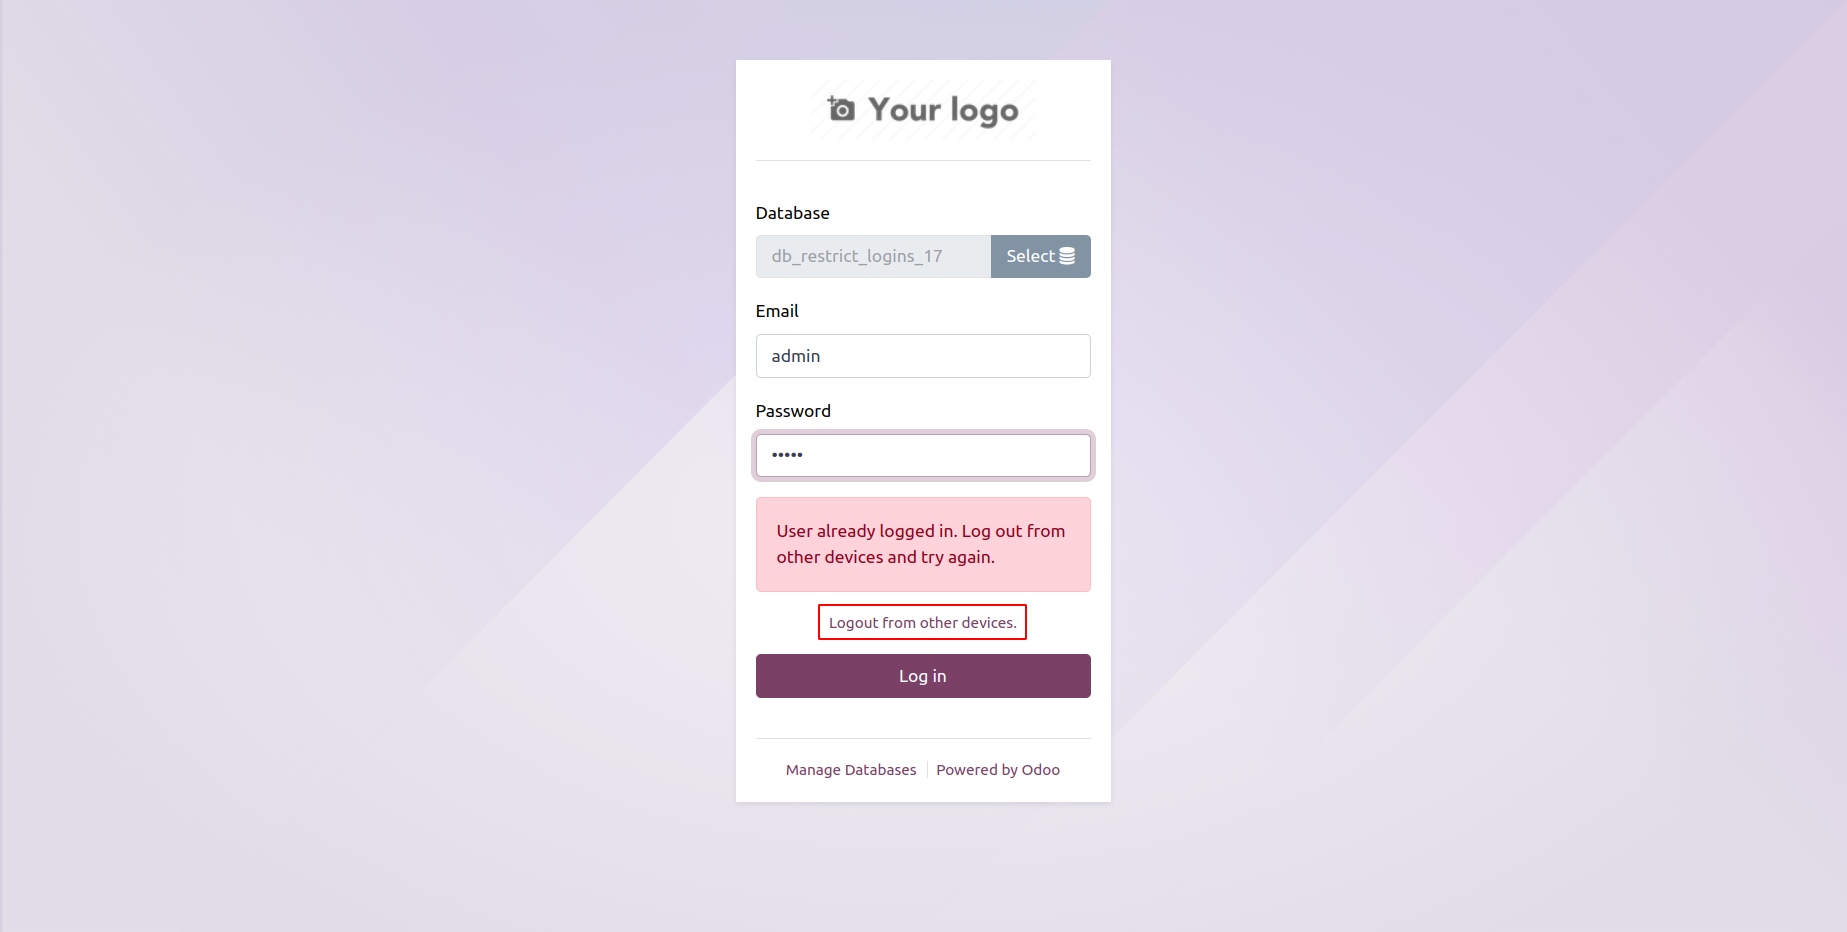 Your logo
Database
db_restrict_logins_17
Select
Email
admin
Password
•••••
User already logged in. Log out from
other devices and try again.
Logout from other devices.
Log in
Manage Databases
Powered by Odoo